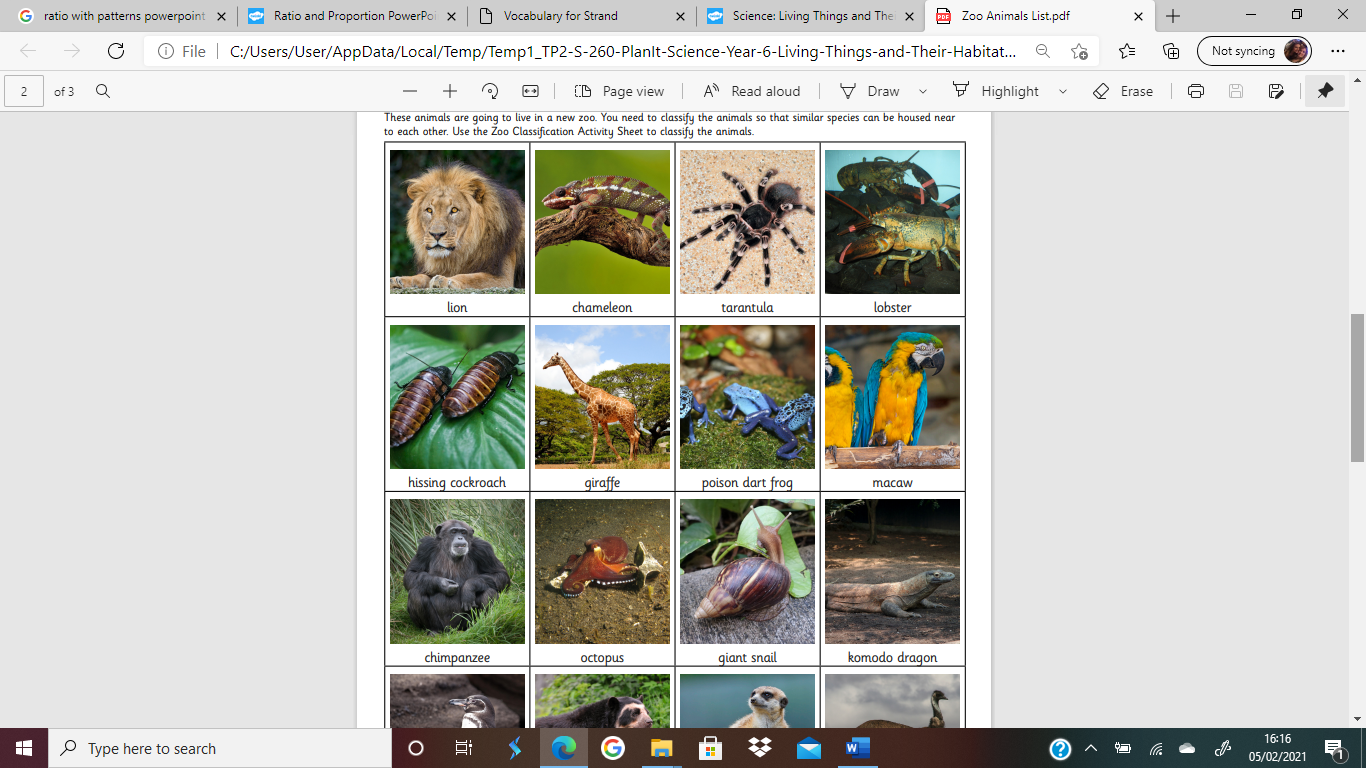 ratio with patterns powerpoint
Ratio and Proportion PowerPoi
Vocabulary for Strand
Science: Living Things and The
Zoo Animals List.pdf
File
C:/Users/User/AppData/Local/Temp/Temp1_TP2-S-260-PlanIt-Science-Year-6-Living-Things-and-Their-Habitat...
Not syncing
2 of 3
Page view
Read aloud
Draw
Highlight
Erase
These animals are going to live in a new zoo. You need to classify the animals so that similar species can be housed near
to each other. Use the Zoo Classification Activity Sheet to classify the animals.
lion chameleon tarantula lobster
hissing cockroach giraffe poison dart frog macaw
chimpanzee octopus giant snail komodo dragon
Type here to search
16:16
05/02/2021
1